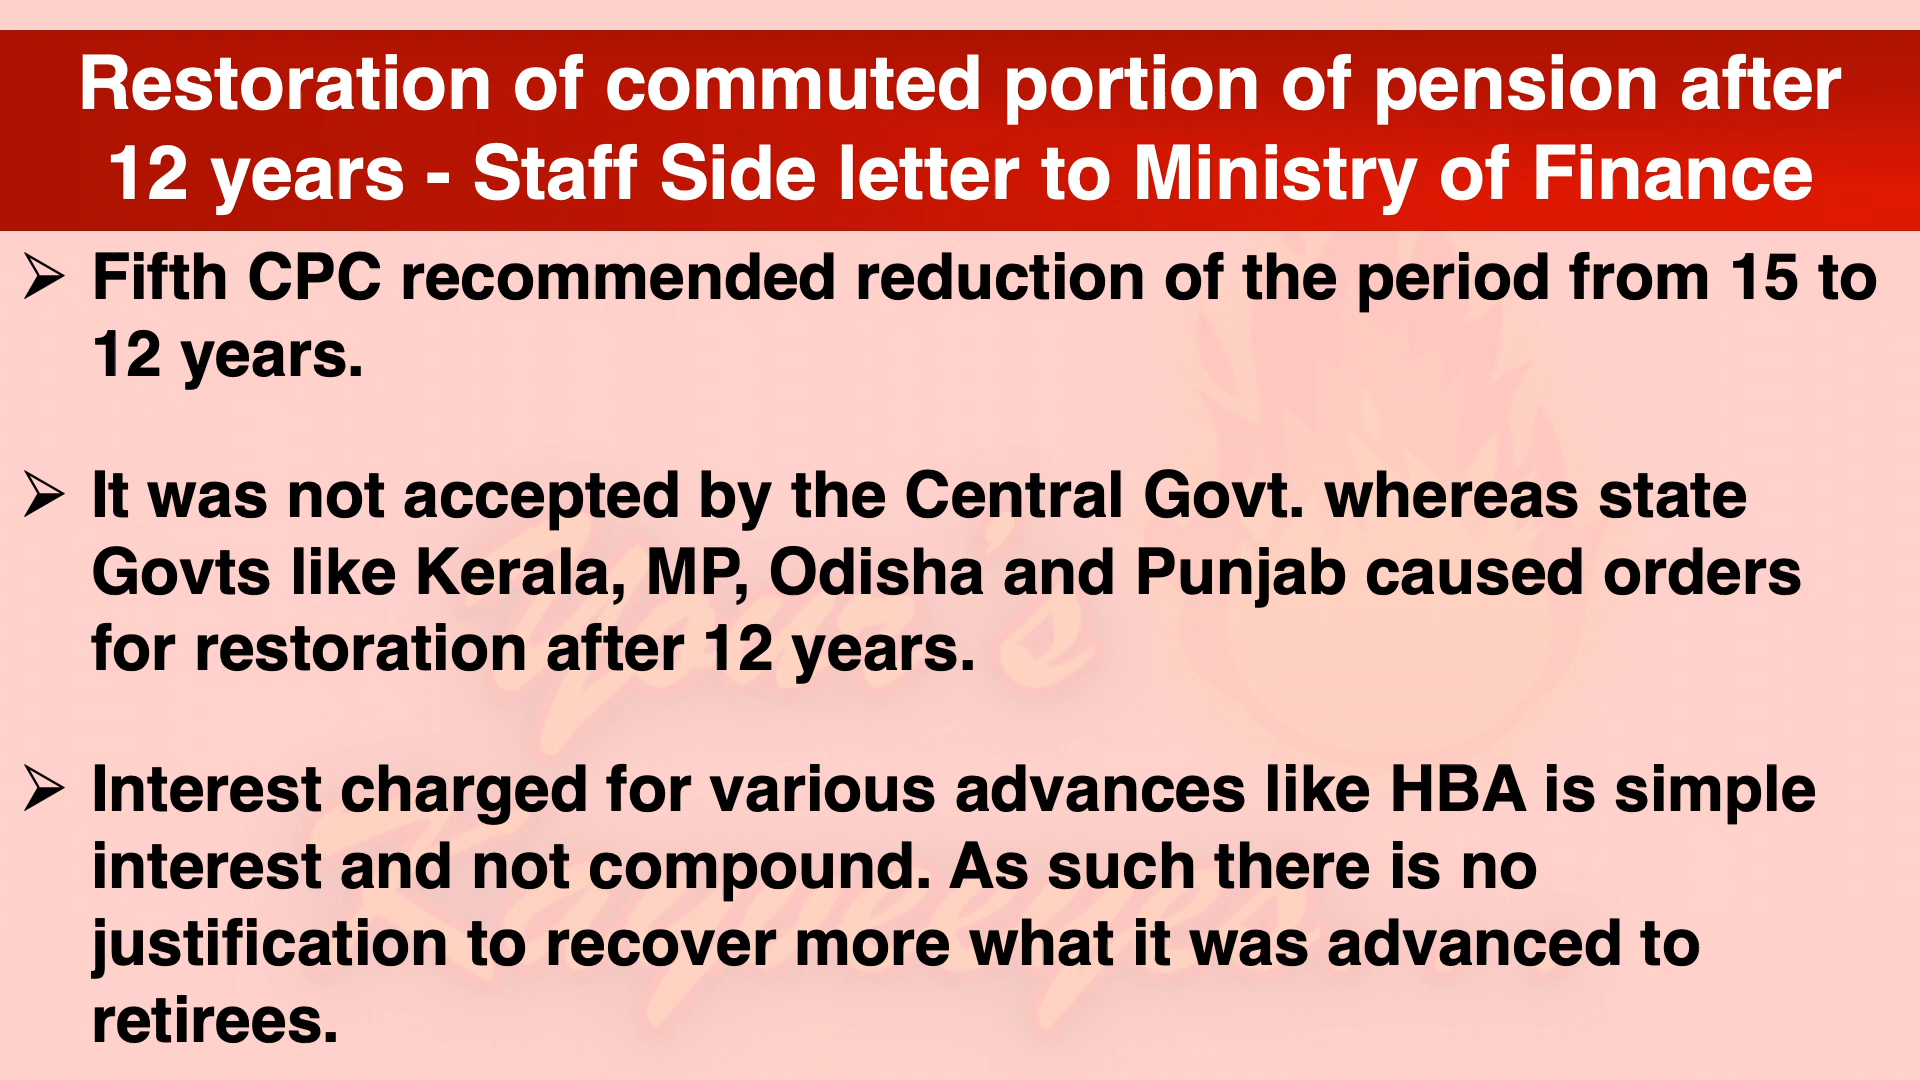 Restoration of commuted portion of pension after
12 years - Staff Side letter to Ministry of Finance
Fifth CPC recommended reduction of the period from 15 to
12 years.
It was not accepted by the Central Govt. whereas state
Govts like Kerala, MP, Odisha and Punjab caused orders
for restoration after 12 years.
Interest charged for various advances like HBA is simple
interest and not compound. As such there is no
justification to recover more what it was advanced to
retirees.